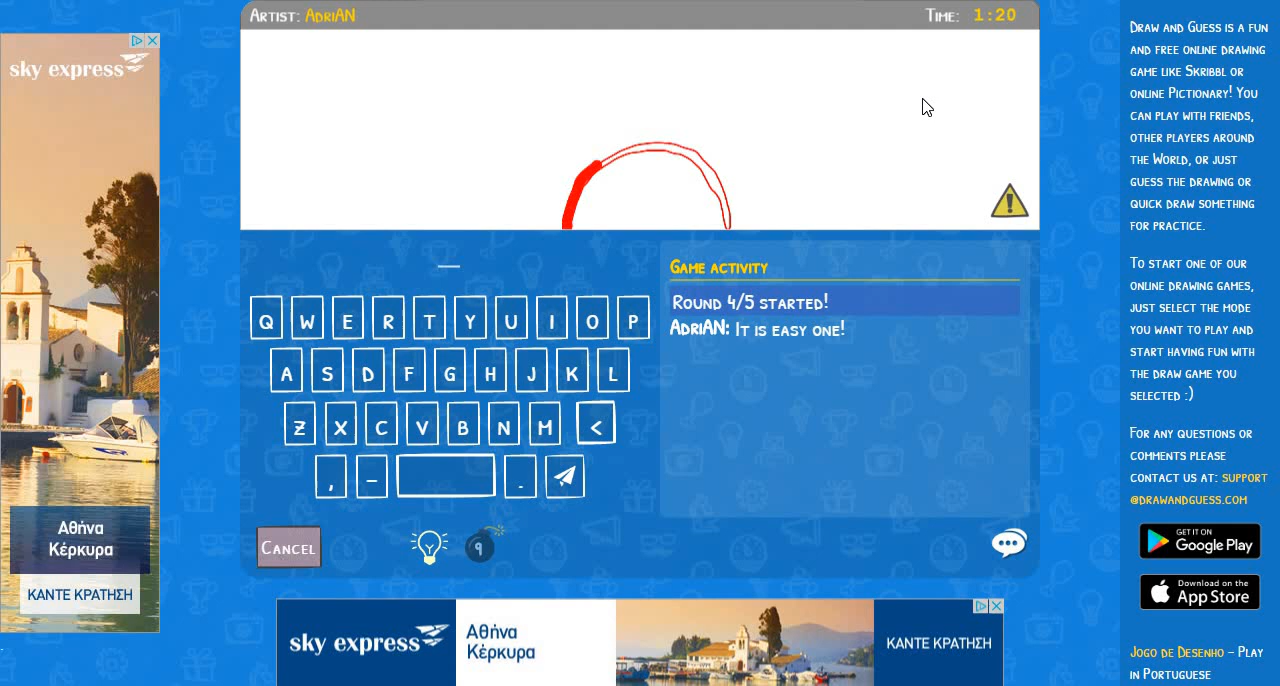 Artist: AdriAN
Time: 1:20
sky express
Αθήνα
Κέρκυρα
ΚΑΝΤΕ ΚΡΑΤΗΣΗ
Game activity
Round 4/5 started!
AdriAN: It is easy one!
Q W E R T Y U I O P
A S D F G H J K L
Z X C V B N M <
, – .
Cancel
9
sky express
Αθήνα
Κέρκυρα
ΚΑΝΤΕ ΚΡΑΤΗΣΗ
Draw and Guess is a fun
and free online drawing
game like Skribbl or
online Pictionary! You
can play with friends,
other players around
the World, or just
guess the drawing or
quick draw something
for practice.
To start one of our
online drawing games,
just select the mode
you want to play and
start having fun with
the draw game you
selected :)
For any questions or
comments please
contact us at: support
@drawandguess.com
GET IT ON
Google Play
Download on the
App Store
Jogo de Desenho – Play
in Portuguese